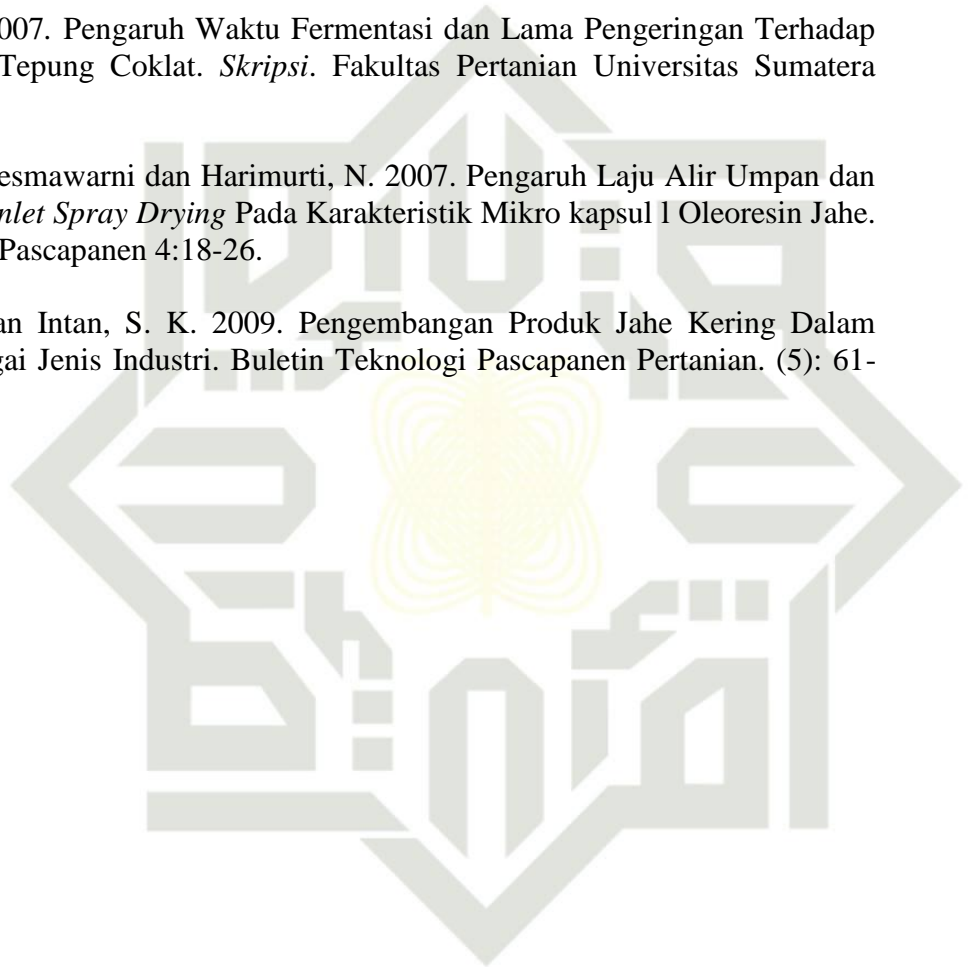 007. Pengaruh Waktu Fermentasi dan Lama Pengeringan Terhadap
Tepung Coklat. Skripsi. Fakultas Pertanian Universitas Sumatera
esmawarni dan Harimurti, N. 2007. Pengaruh Laju Alir Umpan dan
nlet Spray Drying Pada Karakteristik Mikro kapsul l Oleoresin Jahe.
Pascapanen 4:18-26.
an Intan, S. K. 2009. Pengembangan Produk Jahe Kering Dalam
gai Jenis Industri. Buletin Teknologi Pascapanen Pertanian. (5): 61-